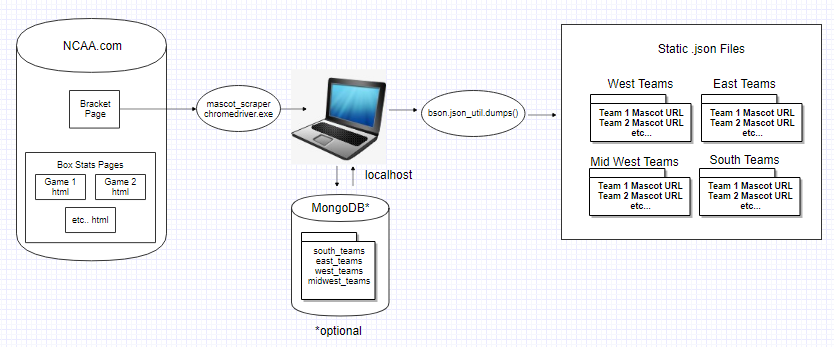 NCAA.com
Bracket
Page
Box Stats Pages
Game 1
html
Game 2
html
etc.. html
mascot_scraper
chromedriver.exe
localhost
MongoDB*
south_teams
east_teams
west_teams
midwest_teams
*optional
bson.json_util.dumps()
Static .json Files
West Teams
Team 1 Mascot URL
Team 2 Mascot URL
etc...
East Teams
Team 1 Mascot URL
Team 2 Mascot URL
etc...
Mid West Teams
Team 1 Mascot URL
Team 2 Mascot URL
etc...
South Teams
Team 1 Mascot URL
Team 2 Mascot URL
etc...